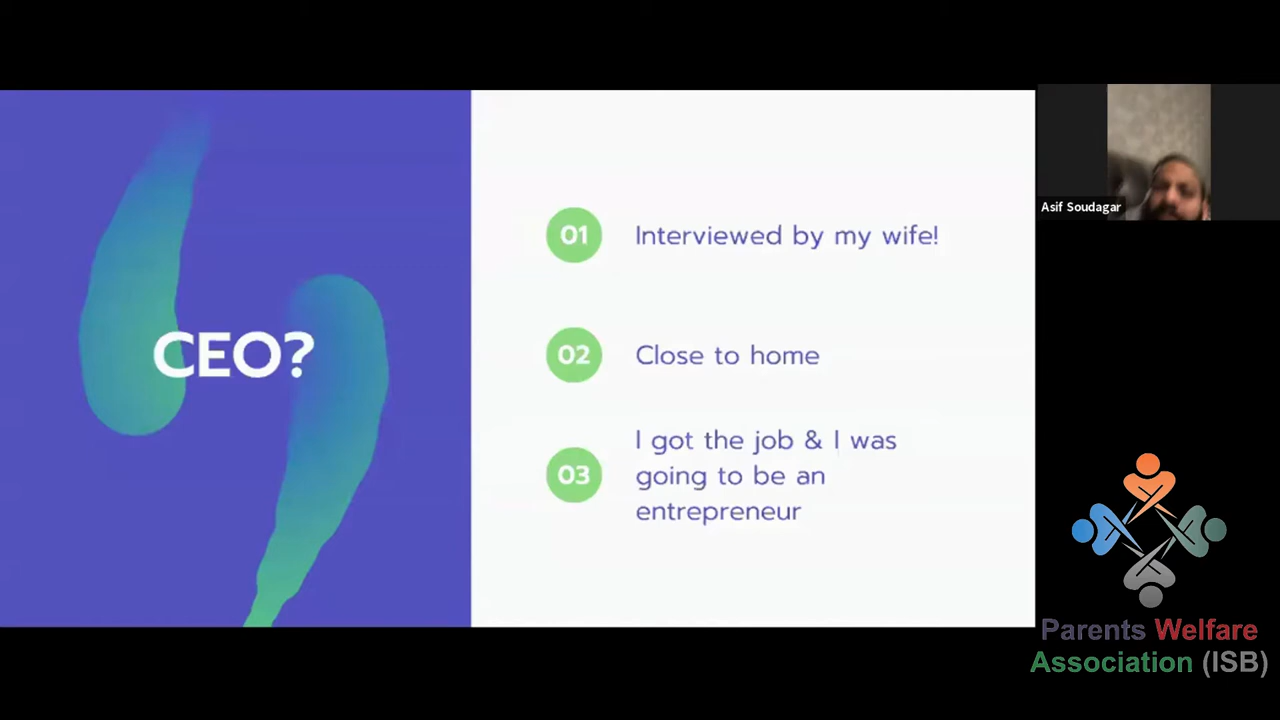 CEO?
01
Interviewed by my wife!
02
Close to home
03
I got the job & I was
going to be an
entrepreneur
Asif Soudagar
Parents Welfare
Association (ISB)